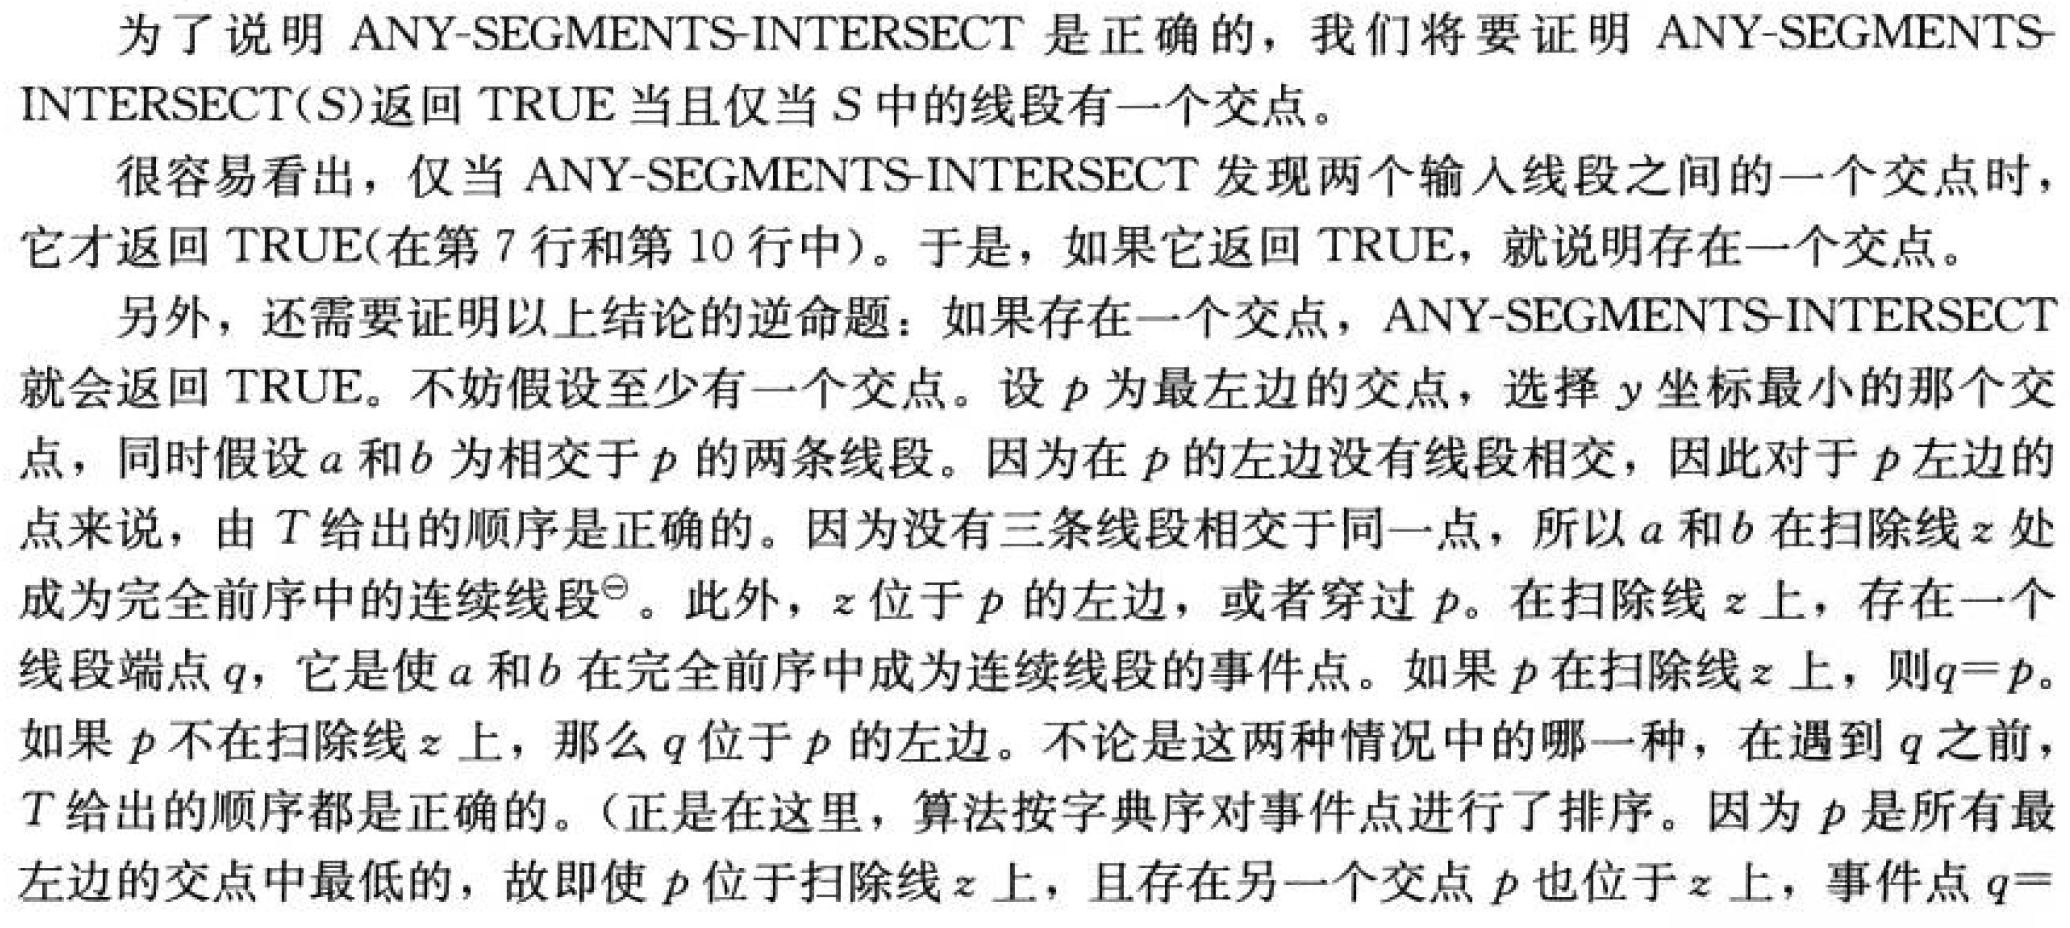 为了说明 ANY-SEGMENTS-INTERSECT 是正确的，我们将要证明 ANY-SEGMENTS-
INTERSECT(S)返回 TRUE 当且仅当 S 中的线段有一个交点。
很容易看出，仅当 ANY-SEGMENTS-INTERSECT 发现两个输入线段之间的一个交点时，
它才返回 TRUE(在第 7 行和第 10 行中)。于是，如果它返回 TRUE，就说明存在一个交点。
另外，还需要证明以上结论的逆命题：如果存在一个交点，ANY-SEGMENTS-INTERSECT
就会返回 TRUE。不妨假设至少有一个交点。设 p 为最左边的交点，选择 y 坐标最小的那个交
点，同时假设 a 和 b 为相交于 p 的两条线段。因为在 p 的左边没有线段相交，因此对于 p 左边的
点来说，由 T 给出的顺序是正确的。因为没有三条线段相交于同一点，所以 a 和 b 在扫除线 z 处
成为完全前序中的连续线段⊖。此外，z 位于 p 的左边，或者穿过 p。在扫除线 z 上，存在一个
线段端点 q，它是使 a 和 b 在完全前序中成为连续线段的事件点。如果 p 在扫除线 z 上，则q＝p。
如果 p 不在扫除线 z 上，那么 q 位于 p 的左边。不论是这两种情况中的哪一种，在遇到 q 之前，
T 给出的顺序都是正确的。(正是在这里，算法按字典序对事件点进行了排序。因为 p 是所有最
左边的交点中最低的，故即使 p 位于扫除线 z 上，且存在另一个交点 p 也位于 z 上，事件点 q＝